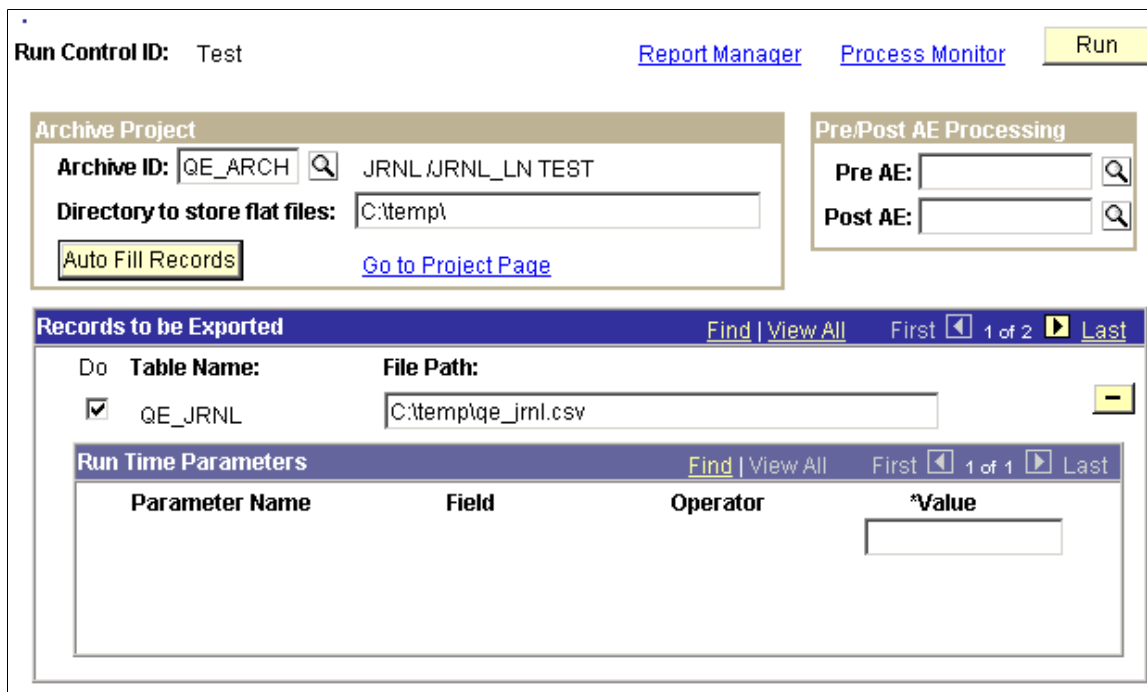 Run Control ID: Test Report Manager Process Monitor Run
Archive Project
Archive ID: QE_ARCH JRNL/JRNL_LN TEST
Directory to store flat files: C:\temp\
Auto Fill Records Go to Project Page
Pre/Post AE Processing
Pre AE:
Post AE:
Records to be Exported Find | View All First 1 of 2 Last
Do Table Name: File Path:
QE_JRNL C:\temp\qe_jrnl.csv
Run Time Parameters Find | View All First 1 of 1 Last
Parameter Name Field Operator *Value